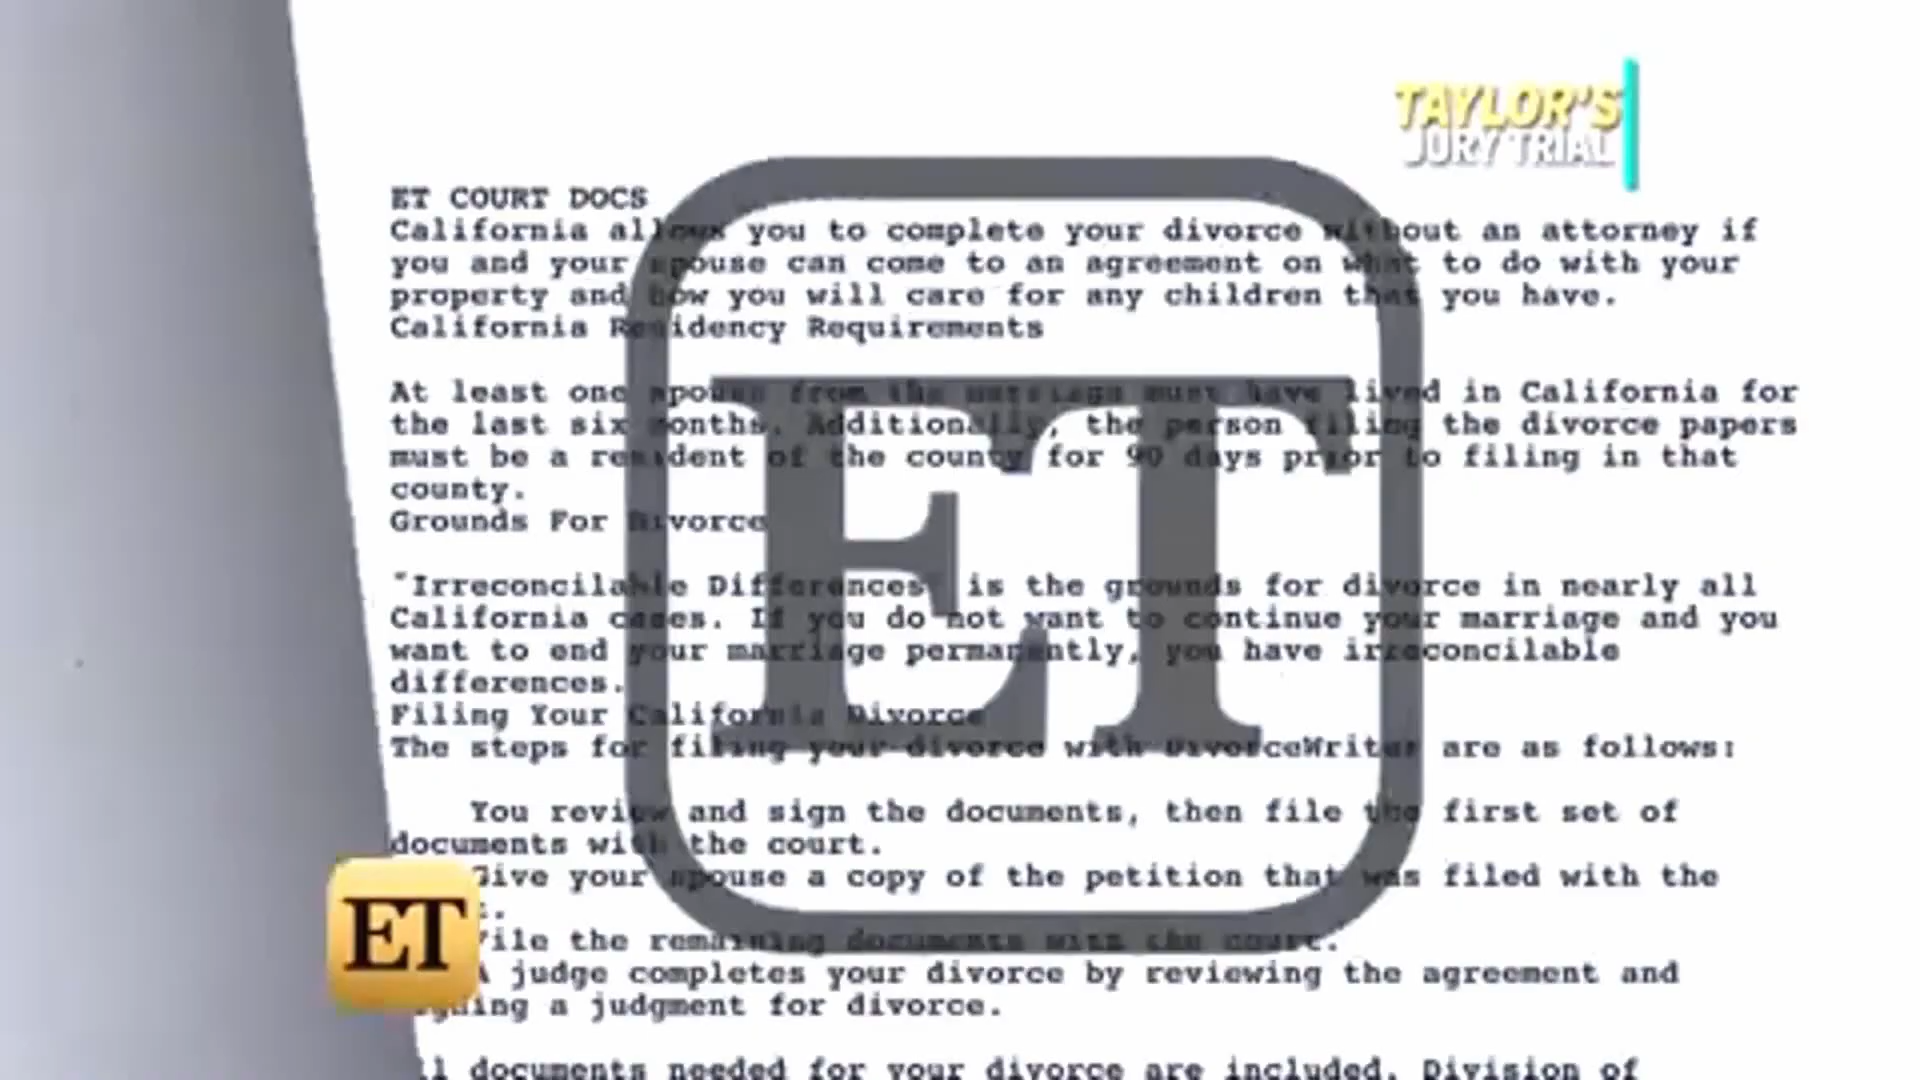 TAYLOR'S
JURY TRIAL
ET COURT DOCS
California allows you to complete your divorce without an attorney if
you and your spouse can come to an agreement on what to do with your
property and how you will care for any children that you have.
California Residency Requirements
At least one spouse from the marriage must have lived in California for
the last six months. Additionally, the person filing the divorce papers
must be a resident of the county for 90 days prior to filing in that
county.
Grounds For Divorce
"Irreconcilable Differences" is the grounds for divorce in nearly all
California cases. If you do not want to continue your marriage and you
want to end your marriage permanently, you have irreconcilable
differences.
Filing Your California Divorce
The steps for filing your divorce with DivorceWriter are as follows:
You review and sign the documents, then file the first set of
documents with the court.
Give your spouse a copy of the petition that was filed with the
File the remaining documents with the court.
A judge completes your divorce by reviewing the agreement and
signing a judgment for divorce.
documents needed for your divorce are included. Division of
ET
ET